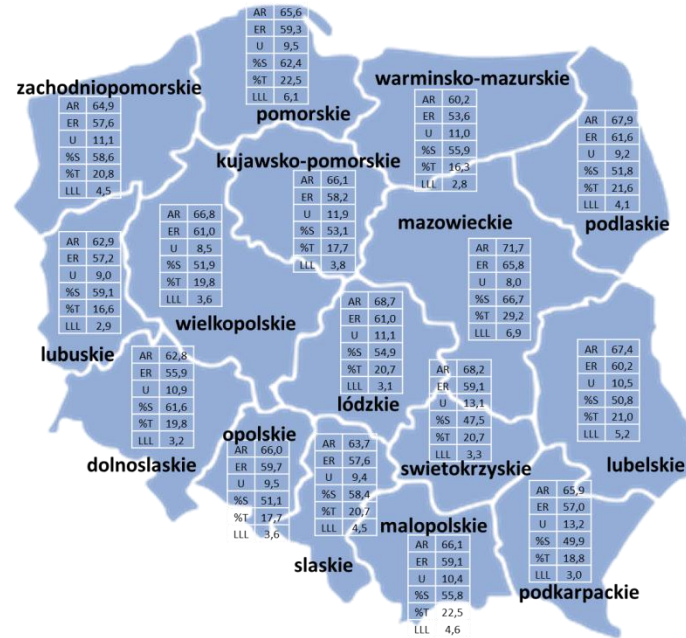 AR 65,6
ER 59,3
U 9,5
%S 62,4
%T 22,5
LLL 6,1
pomorskie
zachodniopomorskie
AR 64,9
ER 57,6
U 11,1
%S 58,6
%T 20,8
LLL 4,5
warminsko-mazurskie
AR 60,2
ER 53,6
U 11,0
%S 55,9
%T 16,3
LLL 2,8
AR 67,9
ER 61,6
U 9,2
%S 51,8
%T 21,6
LLL 4,1
podlaskie
kujawsko-pomorskie
AR 66,1
ER 58,2
U 11,9
%S 53,1
%T 17,7
LLL 3,8
mazowieckie
AR 71,7
ER 65,8
U 8,0
%S 66,7
%T 29,2
LLL 6,9
AR 66,8
ER 61,0
U 8,5
%S 51,9
%T 19,8
LLL 3,6
wielkopolskie
AR 62,9
ER 57,2
U 9,0
%S 59,1
%T 16,6
LLL 2,9
lubuskie
AR 68,7
ER 61,0
U 11,1
%S 54,9
%T 20,7
LLL 3,1
lódzkie
AR 62,8
ER 55,9
U 10,9
%S 61,6
%T 19,8
LLL 3,2
dolnoslaskie
AR 68,2
ER 59,1
U 13,1
%S 47,5
%T 20,7
LLL 3,3
swietokrzyskie
AR 67,4
ER 60,2
U 10,5
%S 50,8
%T 21,0
LLL 5,2
lubelskie
opolskie
AR 66,0
ER 59,7
U 9,5
%S 51,1
%T 17,7
LLL 3,6
AR 63,7
ER 57,6
U 9,4
%S 58,4
%T 20,7
LLL 4,5
slaskie
malopolskie
AR 66,1
ER 59,1
U 10,4
%S 55,8
%T 22,5
LLL 4,6
AR 65,9
ER 57,0
U 13,2
%S 49,9
%T 18,8
LLL 3,0
podkarpackie